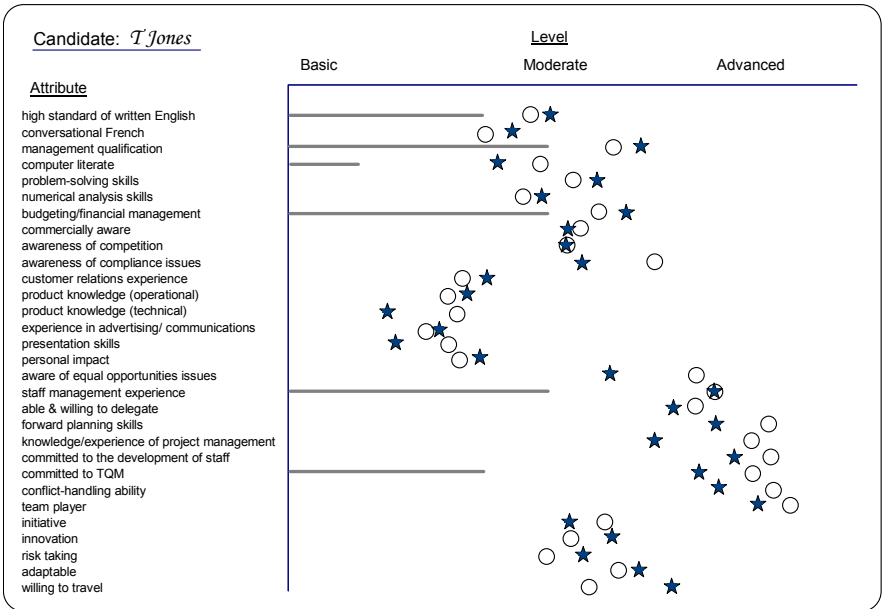 Candidate: T Jones
Level
Basic Moderate Advanced
Attribute
high standard of written English
conversational French
management qualification
computer literate
problem-solving skills
numerical analysis skills
budgeting/financial management
commercially aware
awareness of competition
awareness of compliance issues
customer relations experience
product knowledge (operational)
product knowledge (technical)
experience in advertising/ communications
presentation skills
personal impact
aware of equal opportunities issues
staff management experience
able & willing to delegate
forward planning skills
knowledge/experience of project management
committed to the development of staff
committed to TQM
conflict-handling ability
team player
initiative
innovation
risk taking
adaptable
willing to travel